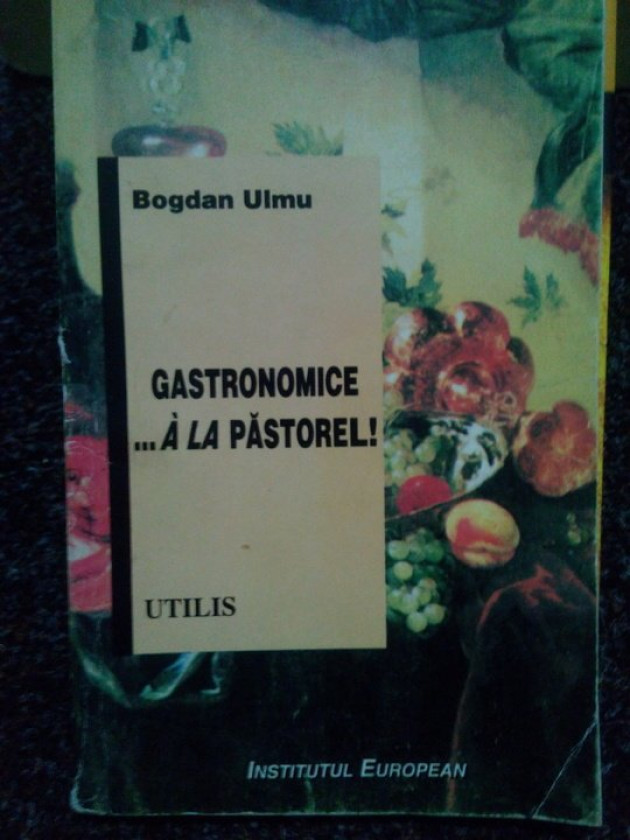 Bogdan Ulmu
GASTRONOMICE
...À LA PĂSTOREL!
UTILIS
INSTITUTUL EUROPEAN